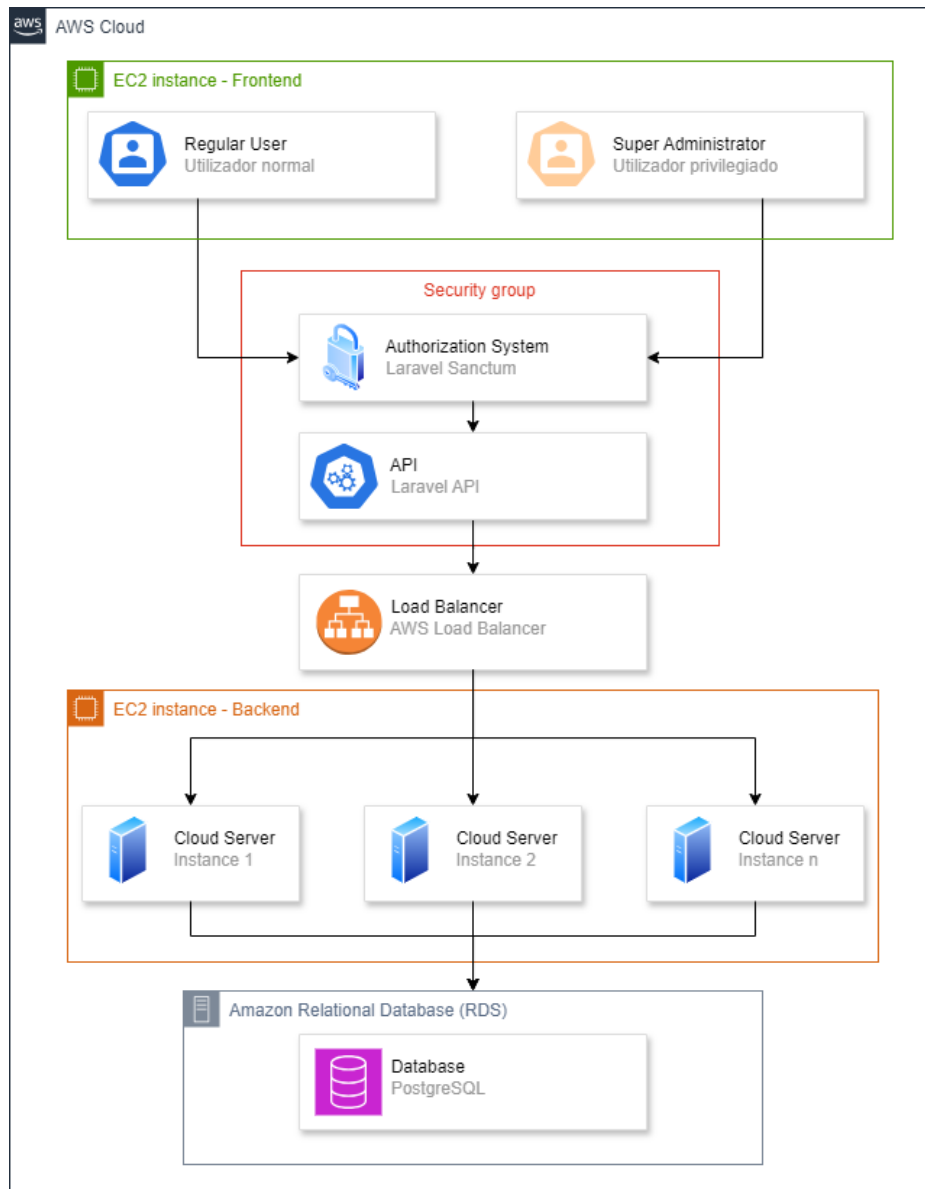 aws
AWS Cloud
EC2 instance - Frontend
Regular User
Utilizador normal
Super Administrator
Utilizador privilegiado
Security group
Authorization System
Laravel Sanctum
API
Laravel API
Load Balancer
AWS Load Balancer
EC2 instance - Backend
Cloud Server
Instance 1
Cloud Server
Instance 2
Cloud Server
Instance n
Amazon Relational Database (RDS)
Database
PostgreSQL